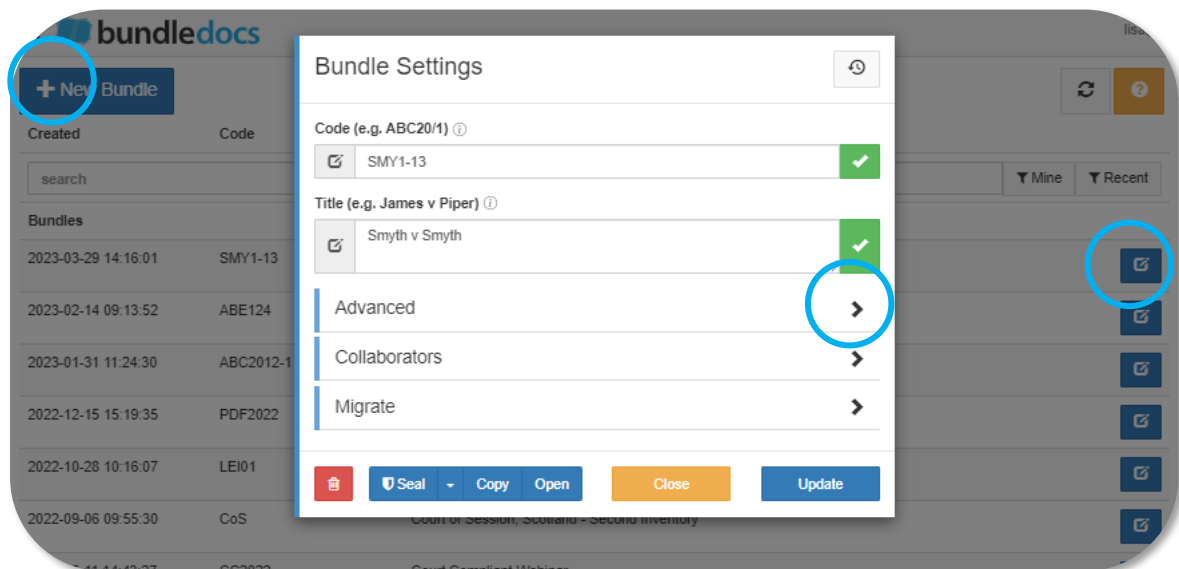 bundledocs
New Bundle
Created Code
search Mine Recent
Bundles
2023-03-29 14:16:01 SMY1-13
2023-02-14 09:13:52 ABE124
2023-01-31 11:24:30 ABC2012-1
2022-12-15 15:19:35 PDF2022
2022-10-28 10:16:07 LEI01
2022-09-06 09:55:30 CoS Court of Session, Scotland - Second Inventory
Bundle Settings
Code (e.g. ABC20/1)
SMY1-13
Title (e.g. James v Piper)
Smyth v Smyth
Advanced
Collaborators
Migrate
Seal Copy Open Close Update